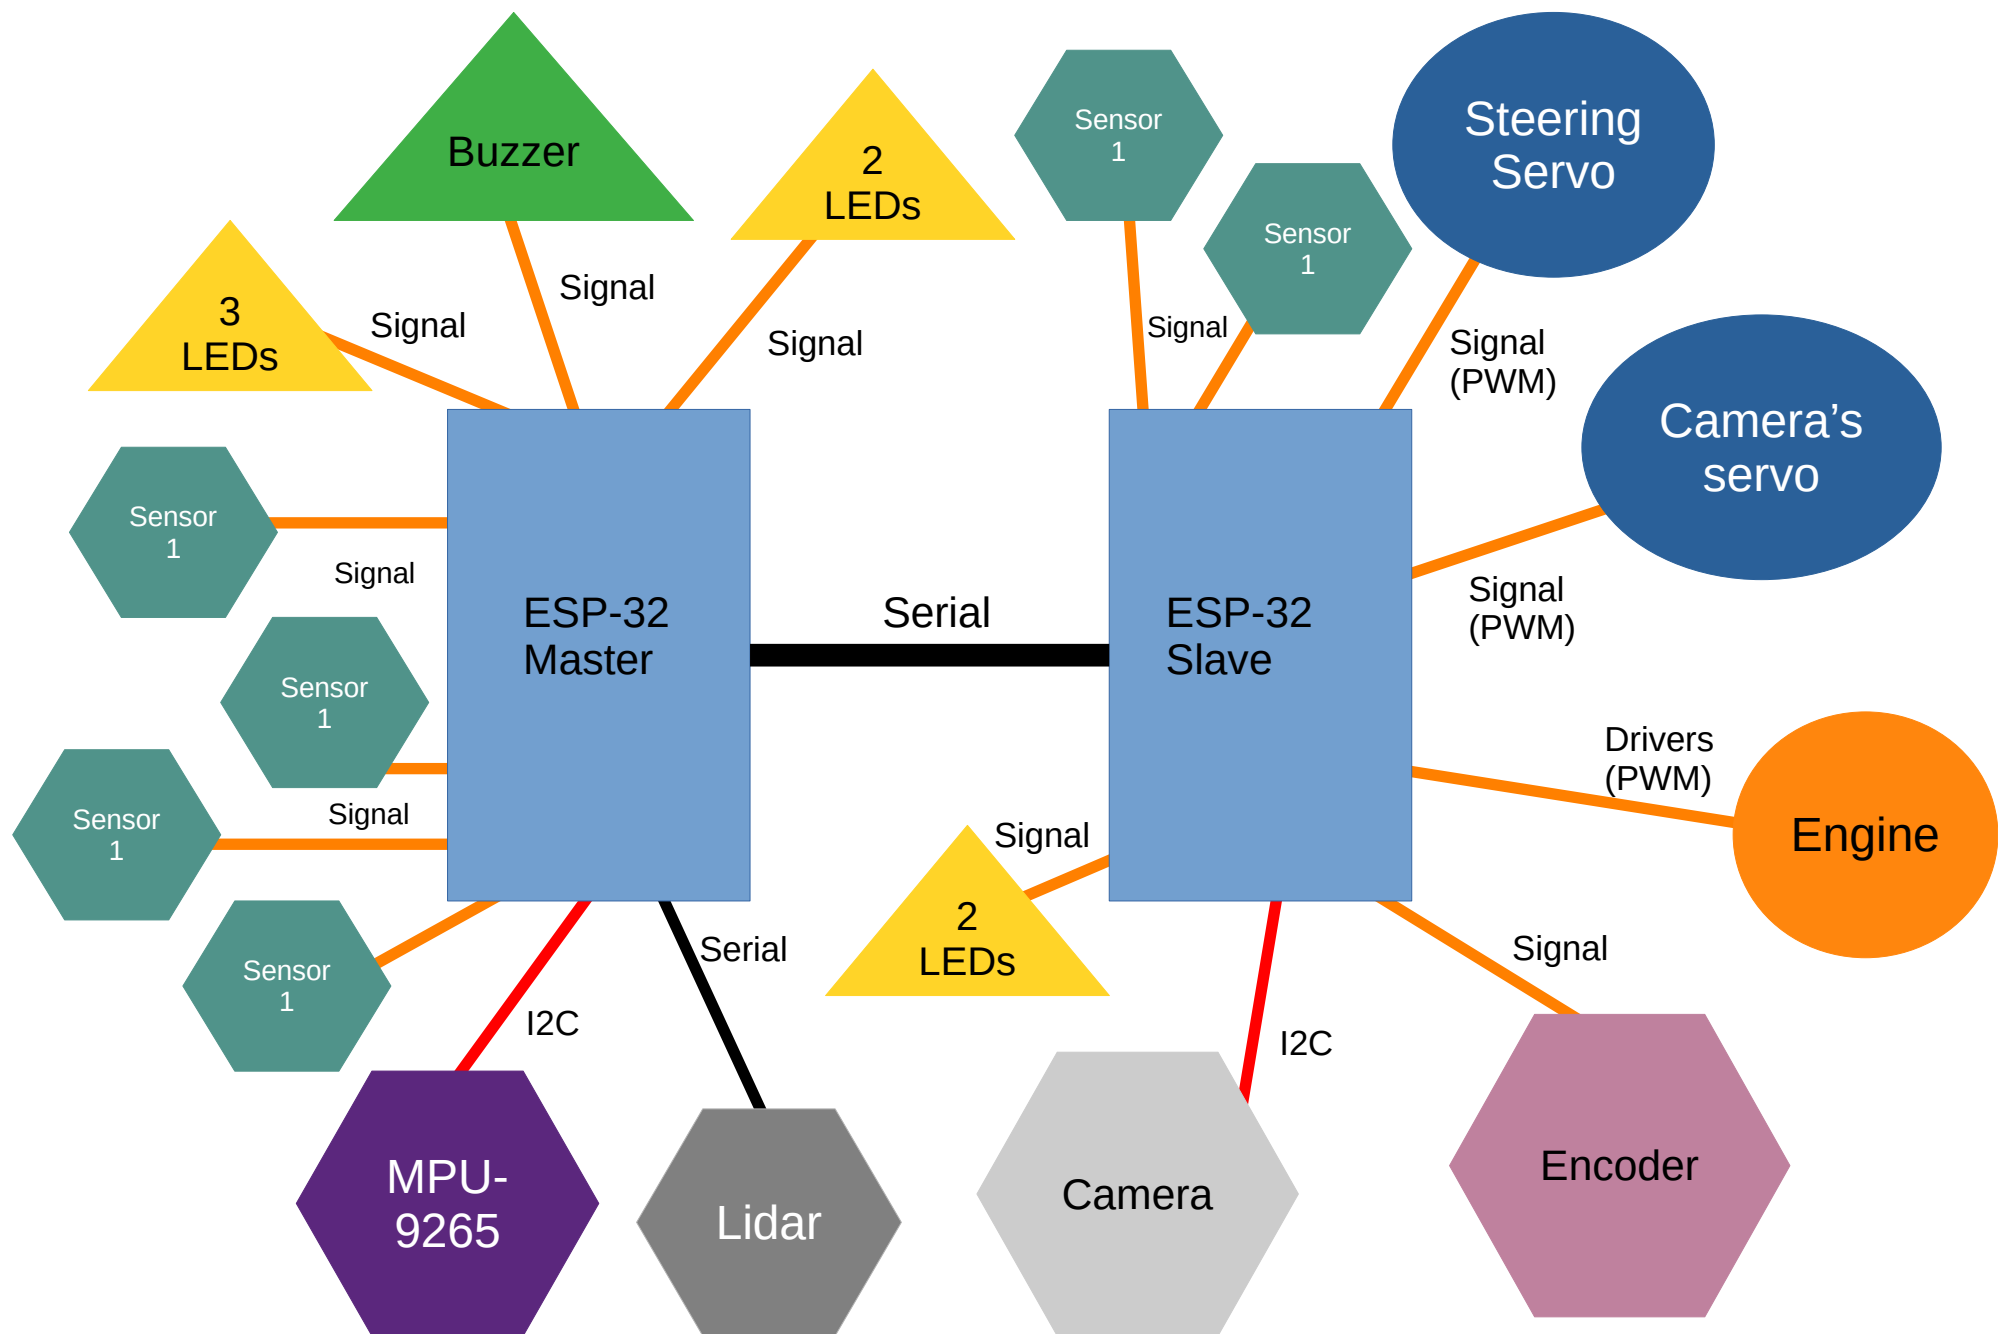 Buzzer
2
LEDs
Sensor
1
Steering
Servo
Sensor
1
3
LEDs
Signal
Signal
Signal
Signal
Signal
(PWM)
Camera’s
servo
Sensor
1
Signal
ESP-32
Master
Serial
ESP-32
Slave
Signal
(PWM)
Sensor
1
Drivers
(PWM)
Sensor
1
Signal
Signal
Engine
2
LEDs
Sensor
1
Serial
Signal
I2C
I2C
MPU-
9265
Lidar
Camera
Encoder